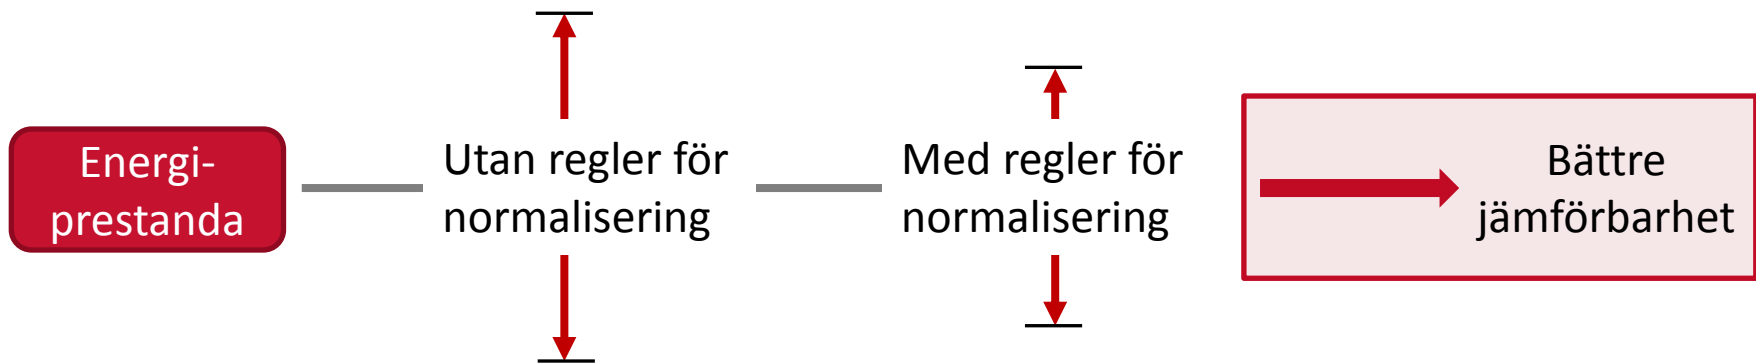 Energi-
prestanda
Utan regler för
normalisering
Med regler för
normalisering
Bättre
jämförbarhet